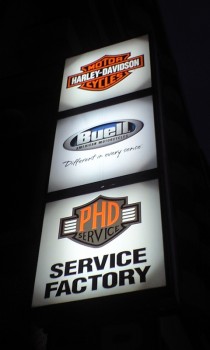 MOTOR
HARLEY-DAVIDSON
CYCLES
Buell
AMERICAN MOTORCYCLES
Different in every sense
PHD
SERVICE
SERVICE
FACTORY